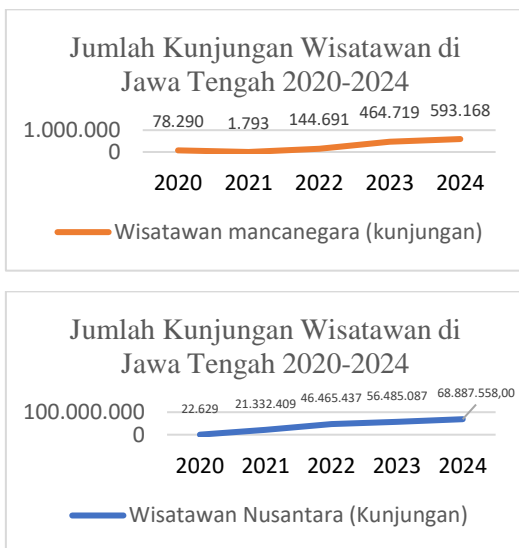 Jumlah Kunjungan Wisatawan di
Jawa Tengah 2020-2024
78.290 1.793 144.691 464.719 593.168
1.000.000
0
2020 2021 2022 2023 2024
Wisatawan mancanegara (kunjungan)
Jumlah Kunjungan Wisatawan di
Jawa Tengah 2020-2024
22.629 21.332.409 46.465.437 56.485.087 68.887.558,00
100.000.000
0
2020 2021 2022 2023 2024
Wisatawan Nusantara (Kunjungan)